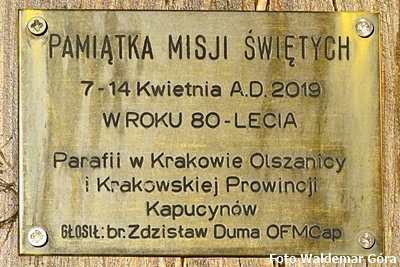 PAMIĄTKA MISJI ŚWIĘTYCH
7-14 Kwietnia A.D. 2019
W ROKU 80-LECIA
Parafii w Krakowie Olszanicy
i Krakowskiej Prowincji
Kapucynów
GŁOSIŁ: br. Zdzisław Duma OFMCap
Foto Waldemar Góra